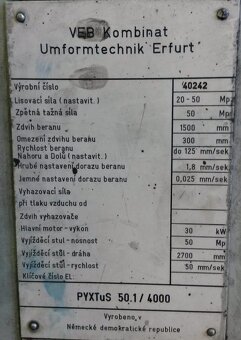 VEB Kombinat
Umformtechnik Erfurt
Výrobní číslo 40242
Lisovací síla (nastavit.) 20-50 Mp
Zpětná tažná síla 50 Mp
Zdvih beranu 1500 mm
Omezení zdvihu beranu 300 mm
Rychlost beranu
Nahoru a Dolů (nastavit.) do 125 mm/sek
Hrubé nastavení dorazu beranu 1,8 mm/sek
Jemné nastavení dorazu beranu 0,025 mm/sek
Vyhazovací síla
při tlaku vzduchu od
Zdvih vyhazovače
Hlavní motor-výkon 30 kW
Vyjíždécí stul-nosnost 50 Mp
Vyjíždécí stůl-dráha 2700 mm
Vyjíždécí stůl-rychlost 50 mm/sek
Klíčové číslo EL:
PYXTuS 50.1/4000
Vyrobeno v
Německé demokratické republice